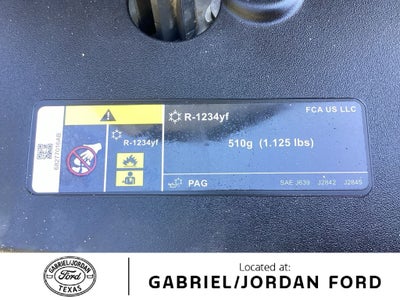 R-1234yf
FCA US LLC
R-1234yf
510g (1.125 lbs)
PAG
SAE J639 J2842 J2845
GABRIEL/JORDAN
Ford
TEXAS
Located at:
GABRIEL/JORDAN FORD